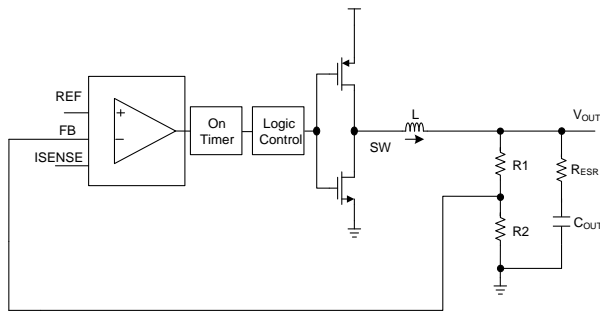 REF
FB
ISENSE
+
−
On
Timer
Logic
Control
SW
L
VOUT
R1
R2
RESR
COUT